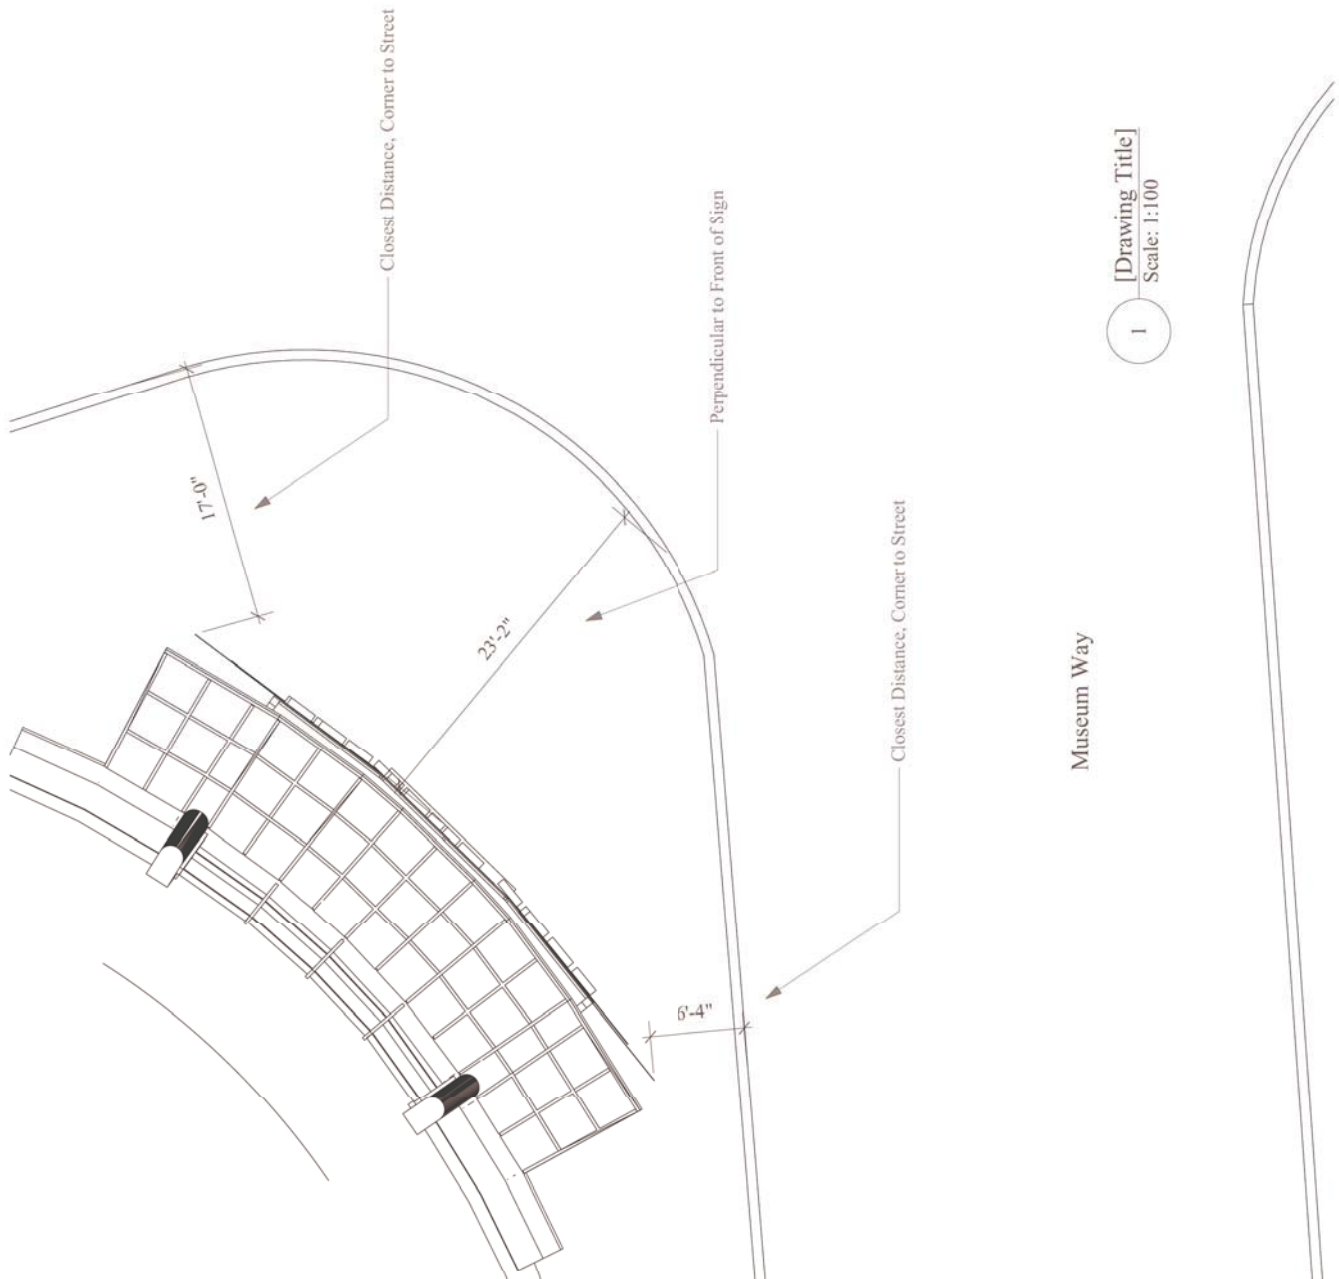 Closest Distance, Corner to Street
[Drawing Title]
Scale: 1:100
1
Perpendicular to Front of Sign
17'-0"
23'-2"
Closest Distance, Corner to Street
Museum Way
6'-4"